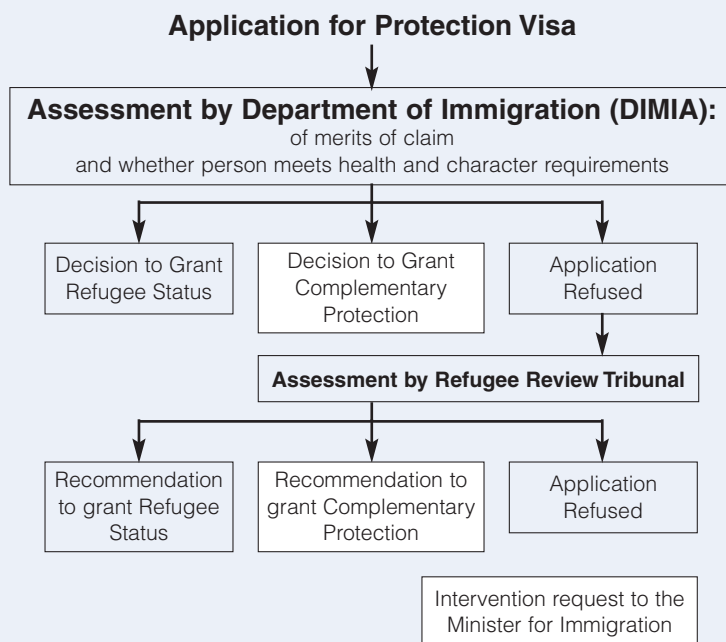 Application for Protection Visa
Assessment by Department of Immigration (DIMIA):
of merits of claim
and whether person meets health and character requirements
Decision to Grant
Refugee Status
Decision to Grant
Complementary
Protection
Application
Refused
Assessment by Refugee Review Tribunal
Recommendation
to grant Refugee
Status
Recommendation to
grant Complementary
Protection
Application
Refused
Intervention request to the
Minister for Immigration